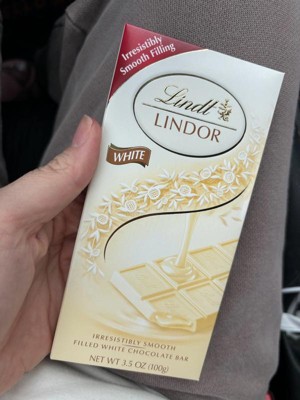 Irresistibly
Smooth Filling
Lindt
LINDOR
WHITE
IRRESISTIBLY SMOOTH
FILLED WHITE CHOCOLATE BAR
NET WT 3.5 OZ (100g)